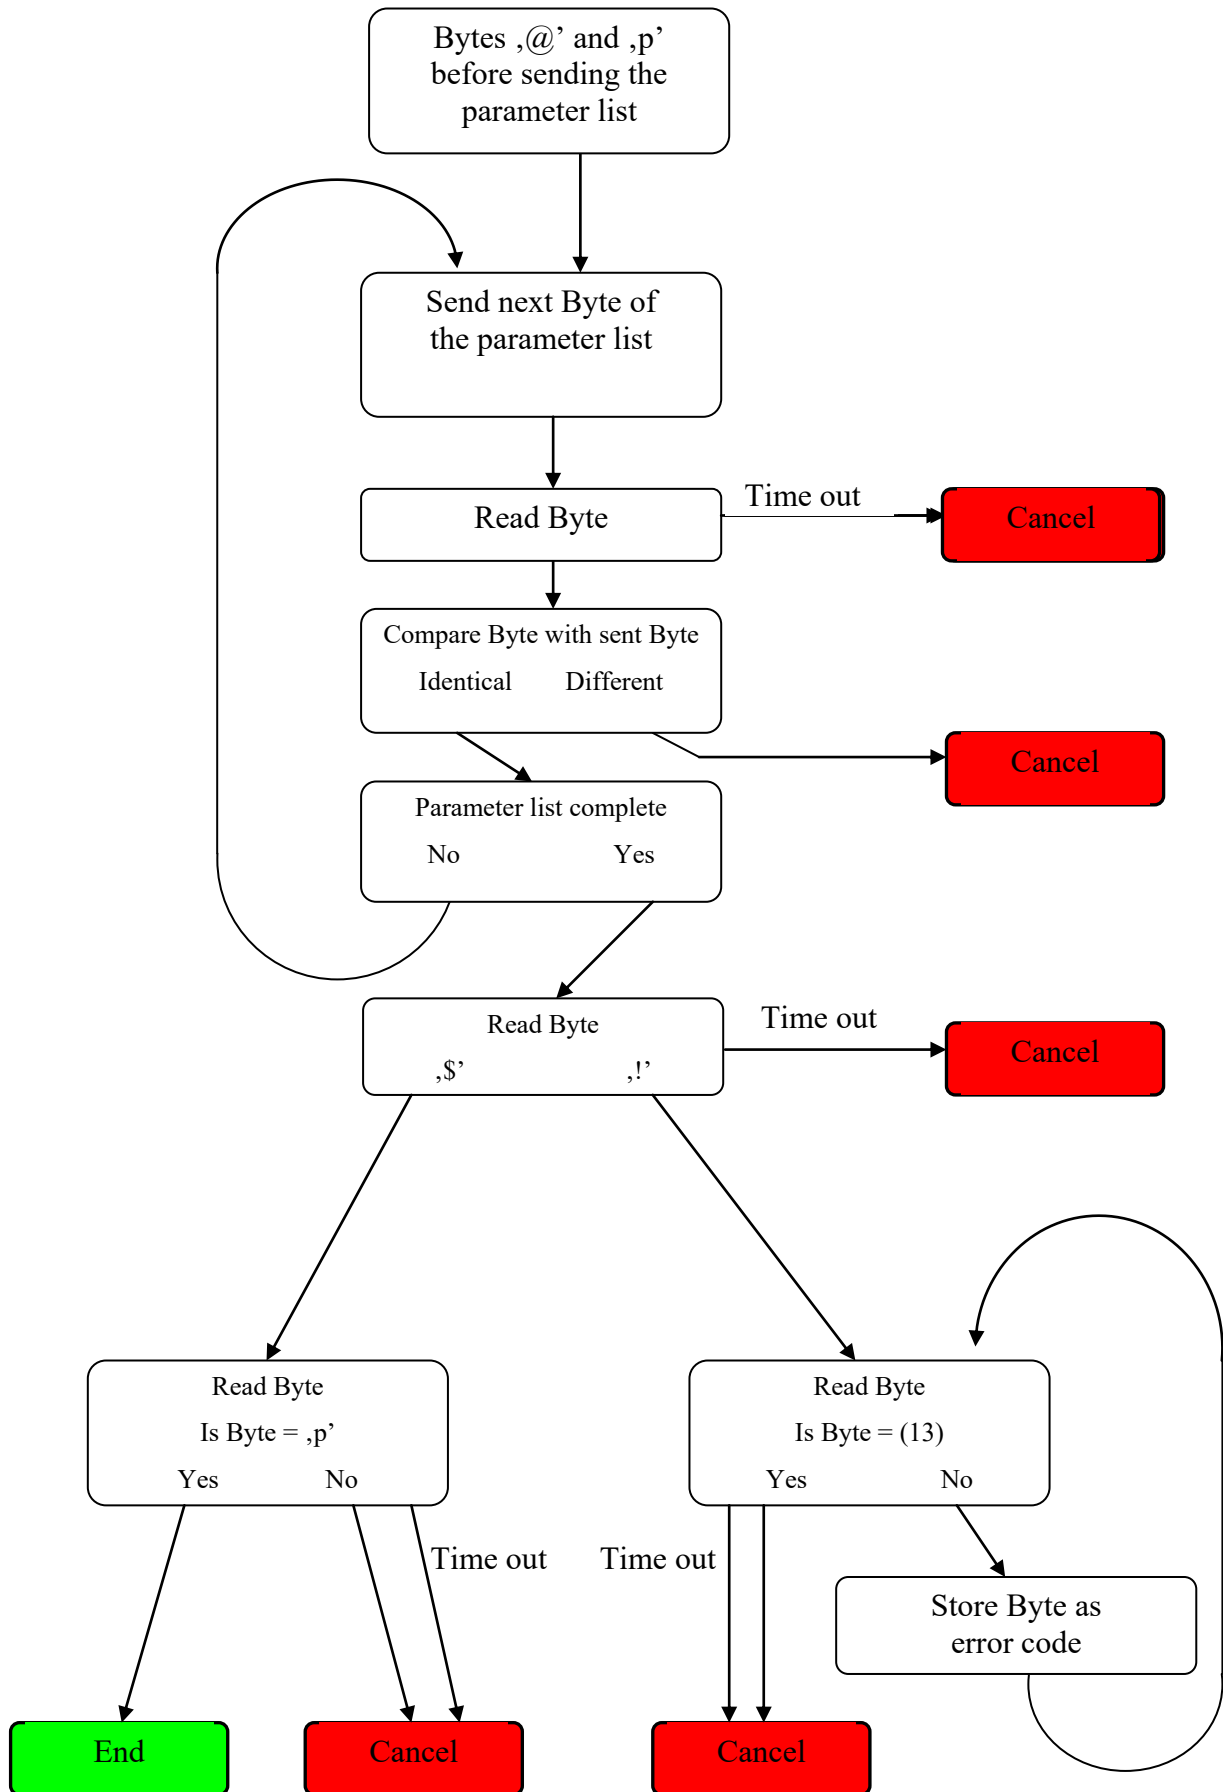 Bytes ‚@’ and ‚p’
before sending the
parameter list
Send next Byte of
the parameter list
Read Byte
Time out
Cancel
Compare Byte with sent Byte
Identical Different
Cancel
Parameter list complete
No Yes
Read Byte
‚$’ ‚!’
Time out
Cancel
Read Byte
Is Byte = ‚p’
Yes No
Read Byte
Is Byte = (13)
Yes No
Time out
Time out
Store Byte as
error code
End
Cancel
Cancel